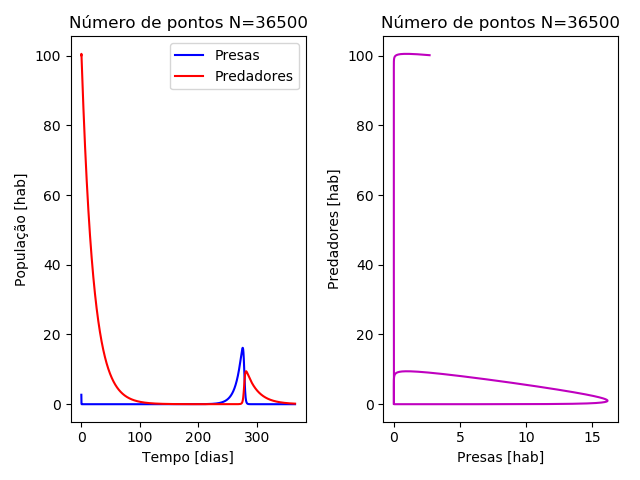 Número de pontos N=36500
Presas
Predadores
População [hab]
100
80
60
40
20
0
0
100
200
300
Tempo [dias]
Número de pontos N=36500
Predadores [hab]
100
80
60
40
20
0
0
5
10
15
Presas [hab]